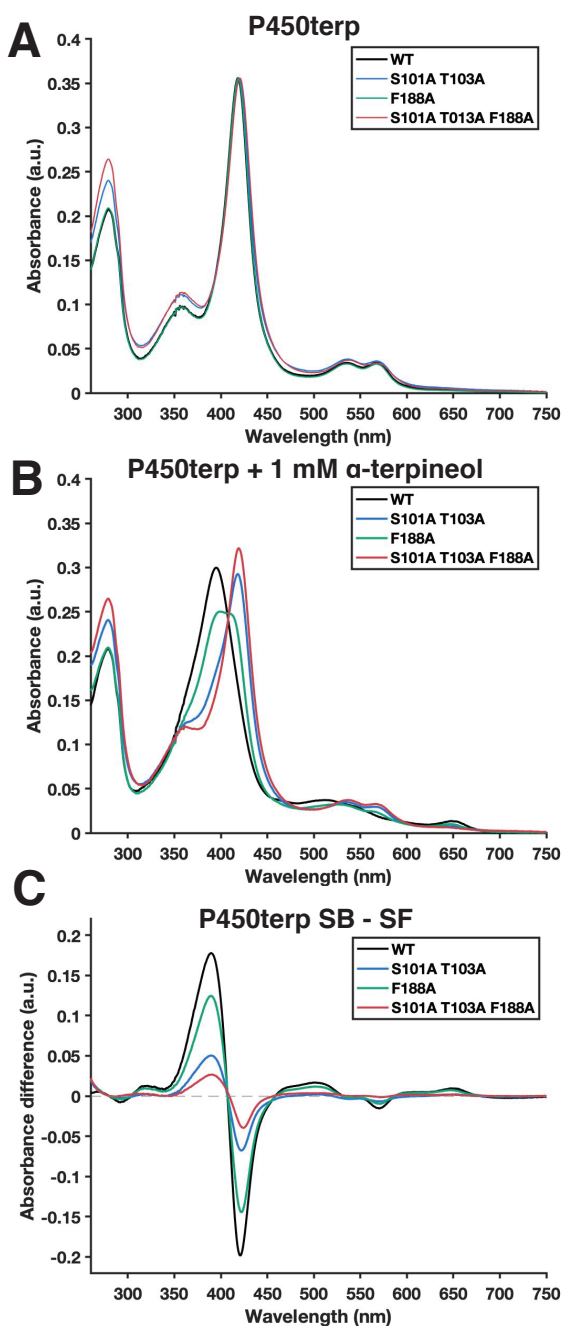 A
P450terp
0.4
0.35
0.3
0.25
0.2
0.15
0.1
0.05
0
Absorbance (a.u.)
WT
S101A T103A
F188A
S101A T013A F188A
300 350 400 450 500 550 600 650 700 750
Wavelength (nm)
B
P450terp + 1 mM α-terpineol
0.4
0.35
0.3
0.25
0.2
0.15
0.1
0.05
0
Absorbance (a.u.)
WT
S101A T103A
F188A
S101A T103A F188A
300 350 400 450 500 550 600 650 700 750
Wavelength (nm)
C
P450terp SB - SF
0.2
0.15
0.1
0.05
0
-0.05
-0.1
-0.15
-0.2
Absorbance difference (a.u.)
WT
S101A T103A
F188A
S101A T103A F188A
300 350 400 450 500 550 600 650 700 750
Wavelength (nm)